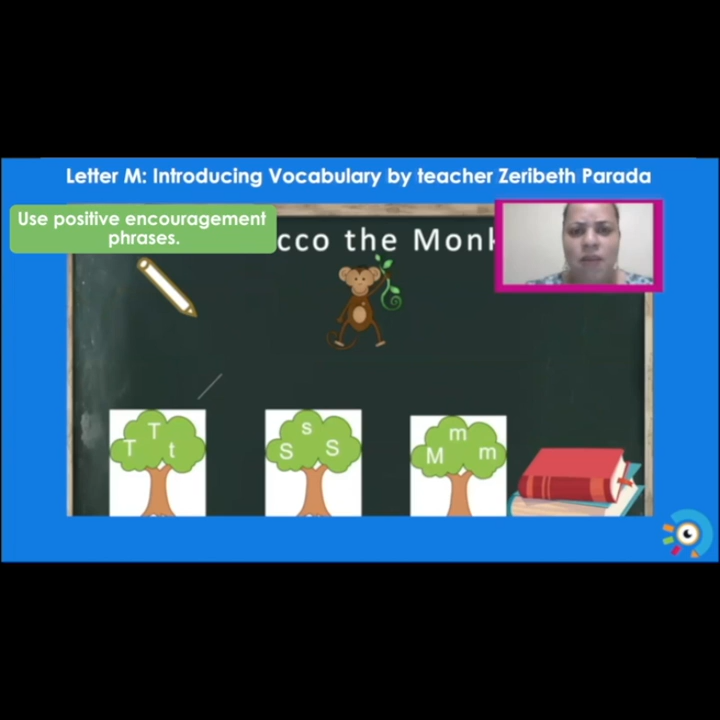 Letter M: Introducing Vocabulary by teacher Zeribeth Parada
Use positive encouragement
phrases.
cco the Monk
T T t
S s S
M m m